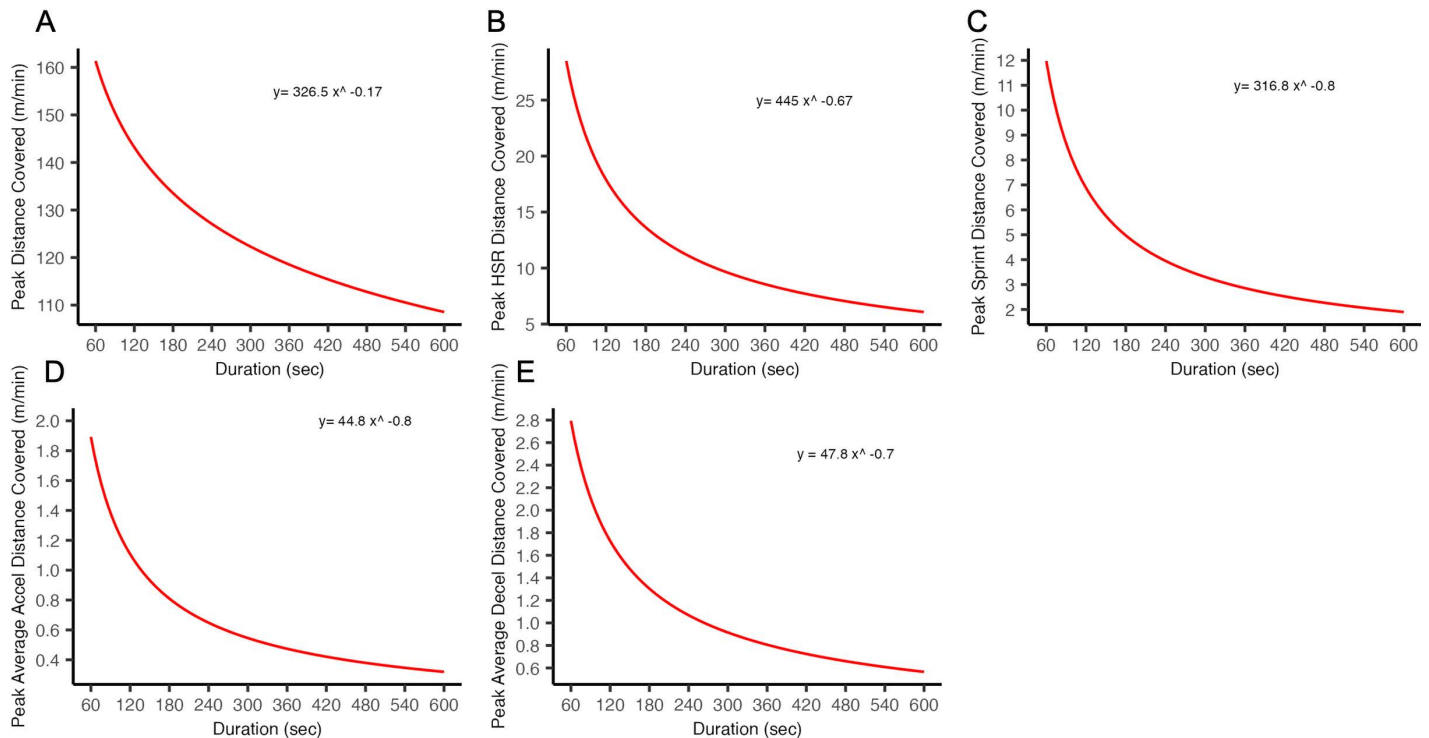 A
Peak Distance Covered (m/min)
160
150
140
130
120
110
y= 326.5 x^ -0.17
60 120 180 240 300 360 420 480 540 600
Duration (sec)
B
Peak HSR Distance Covered (m/min)
25
20
15
10
5
y= 445 x^ -0.67
60 120 180 240 300 360 420 480 540 600
Duration (sec)
C
Peak Sprint Distance Covered (m/min)
12
11
10
9
8
7
6
5
4
3
2
y= 316.8 x^ -0.8
60 120 180 240 300 360 420 480 540 600
Duration (sec)
D
Peak Average Accel Distance Covered (m/min)
2.0
1.8
1.6
1.4
1.2
1.0
0.8
0.6
0.4
y= 44.8 x^ -0.8
60 120 180 240 300 360 420 480 540 600
Duration (sec)
E
Peak Average Decel Distance Covered (m/min)
2.8
2.6
2.4
2.2
2.0
1.8
1.6
1.4
1.2
1.0
0.8
0.6
y = 47.8 x^ -0.7
60 120 180 240 300 360 420 480 540 600
Duration (sec)